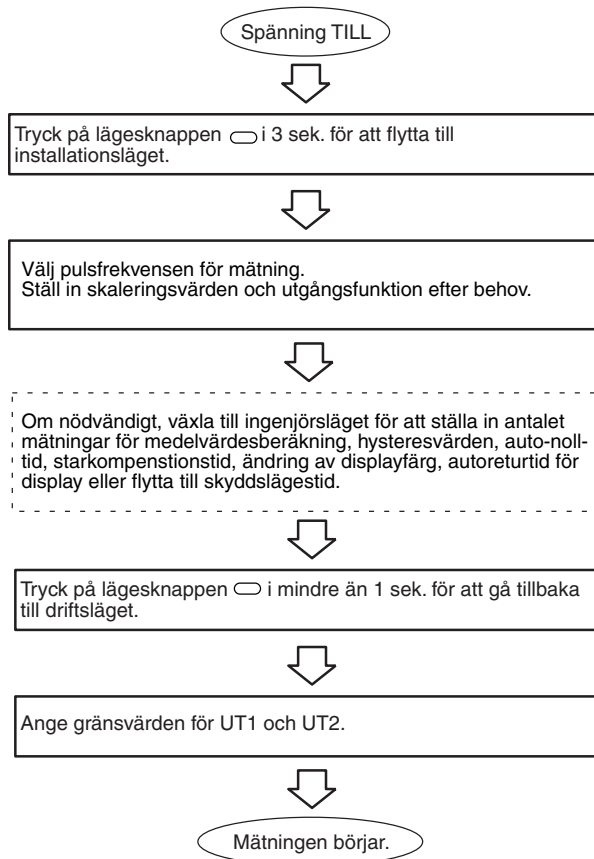 Spänning TILL
Tryck på lägesknappen i 3 sek. för att flytta till
installationsläget.
Välj pulsfrekvensen för mätning.
Ställ in skaleringsvärden och utgångsfunktion efter behov.
Om nödvändigt, växla till ingenjörsläget för att ställa in antalet
mätningar för medelvärdesberäkning, hysteresvärden, auto-noll-
tid, starkompenstionstid, ändring av displayfärg, autoreturtid för
display eller flytta till skyddslägestid.
Tryck på lägesknappen i mindre än 1 sek. för att gå tillbaka
till driftsläget.
Ange gränsvärden för UT1 och UT2.
Mätningen börjar.